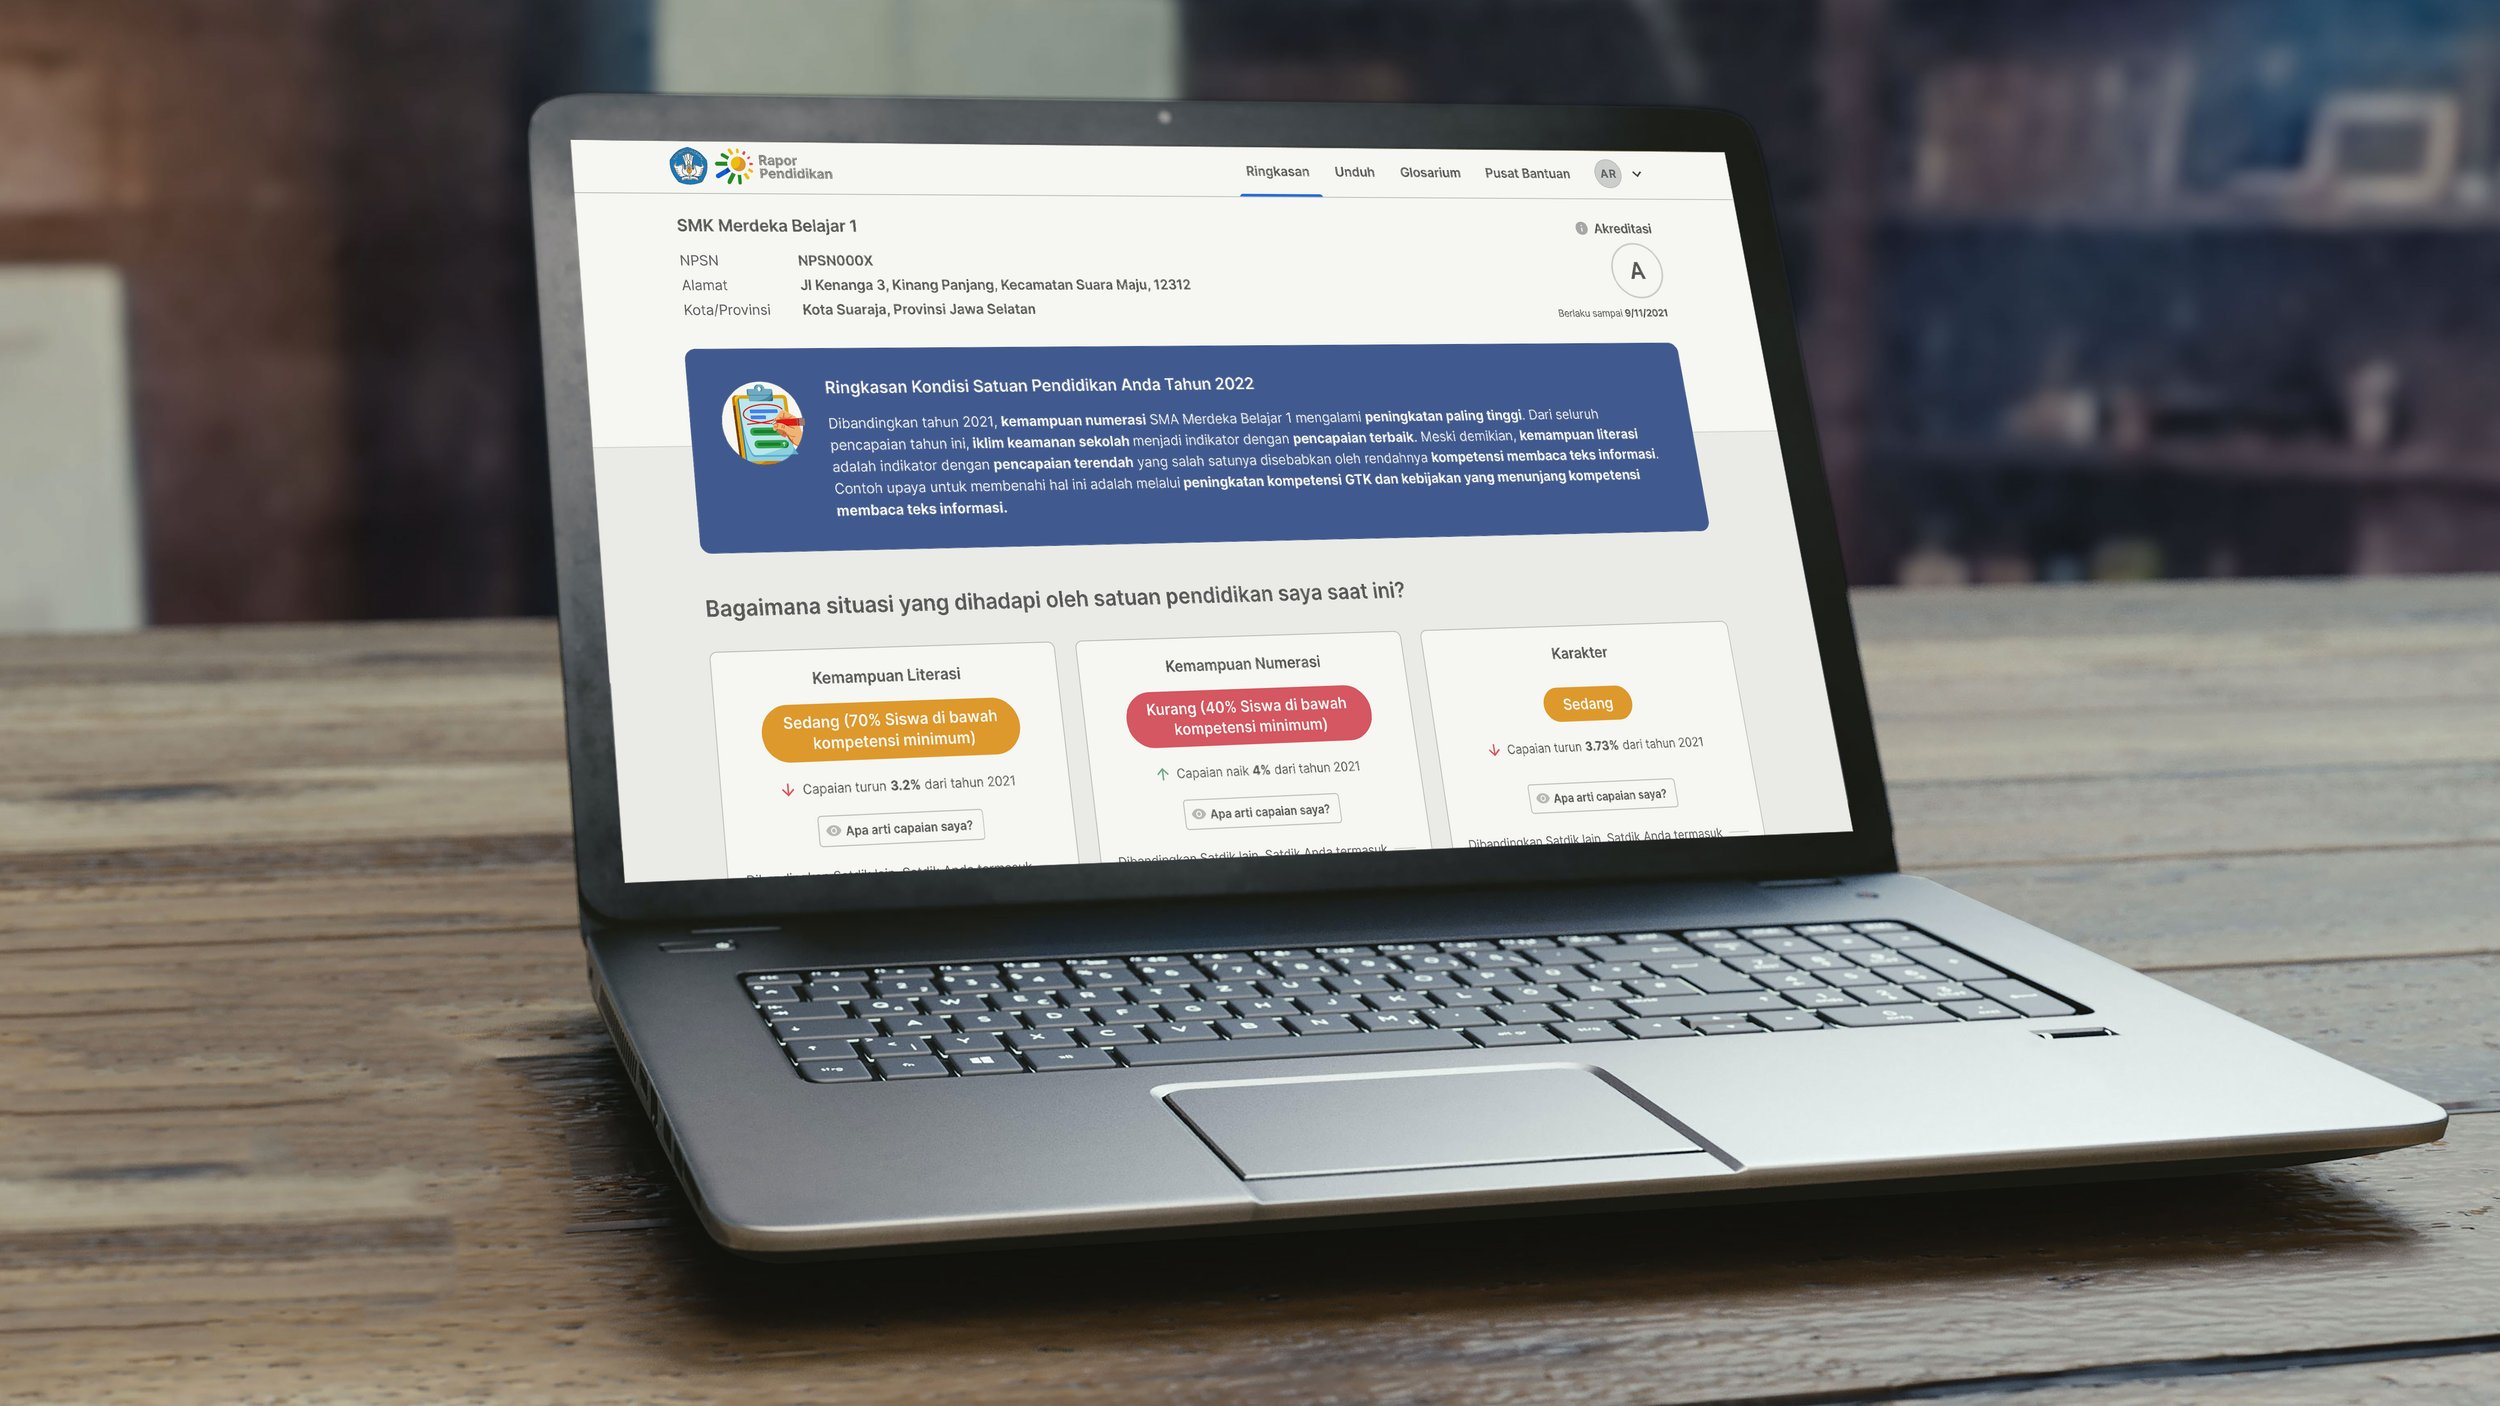 Rapor
Pendidikan
Ringkasan Unduh Glosarium Pusat Bantuan AR
SMK Merdeka Belajar 1
Akreditasi
A
Berlaku sampai 9/11/2021
NPSN NPSN000X
Alamat Jl Kenanga 3, Kinang Panjang, Kecamatan Suara Maju, 12312
Kota/Provinsi Kota Suaraja, Provinsi Jawa Selatan
Ringkasan Kondisi Satuan Pendidikan Anda Tahun 2022
Dibandingkan tahun 2021, kemampuan numerasi SMA Merdeka Belajar 1 mengalami peningkatan paling tinggi. Dari seluruh
pencapaian tahun ini, iklim keamanan sekolah menjadi indikator dengan pencapaian terbaik. Meski demikian, kemampuan literasi
adalah indikator dengan pencapaian terendah yang salah satunya disebabkan oleh rendahnya kompetensi membaca teks informasi.
Contoh upaya untuk membenahi hal ini adalah melalui peningkatan kompetensi GTK dan kebijakan yang menunjang kompetensi
membaca teks informasi.
Bagaimana situasi yang dihadapi oleh satuan pendidikan saya saat ini?
Kemampuan Literasi
Sedang (70% Siswa di bawah
kompetensi minimum)
Capaian turun 3.2% dari tahun 2021
Apa arti capaian saya?
Dibandingkan Satdik lain, Satdik Anda termasuk
Kemampuan Numerasi
Kurang (40% Siswa di bawah
kompetensi minimum)
Capaian naik 4% dari tahun 2021
Apa arti capaian saya?
Dibandingkan Satdik lain, Satdik Anda termasuk
Karakter
Sedang
Capaian turun 3.73% dari tahun 2021
Apa arti capaian saya?
Dibandingkan Satdik lain, Satdik Anda termasuk